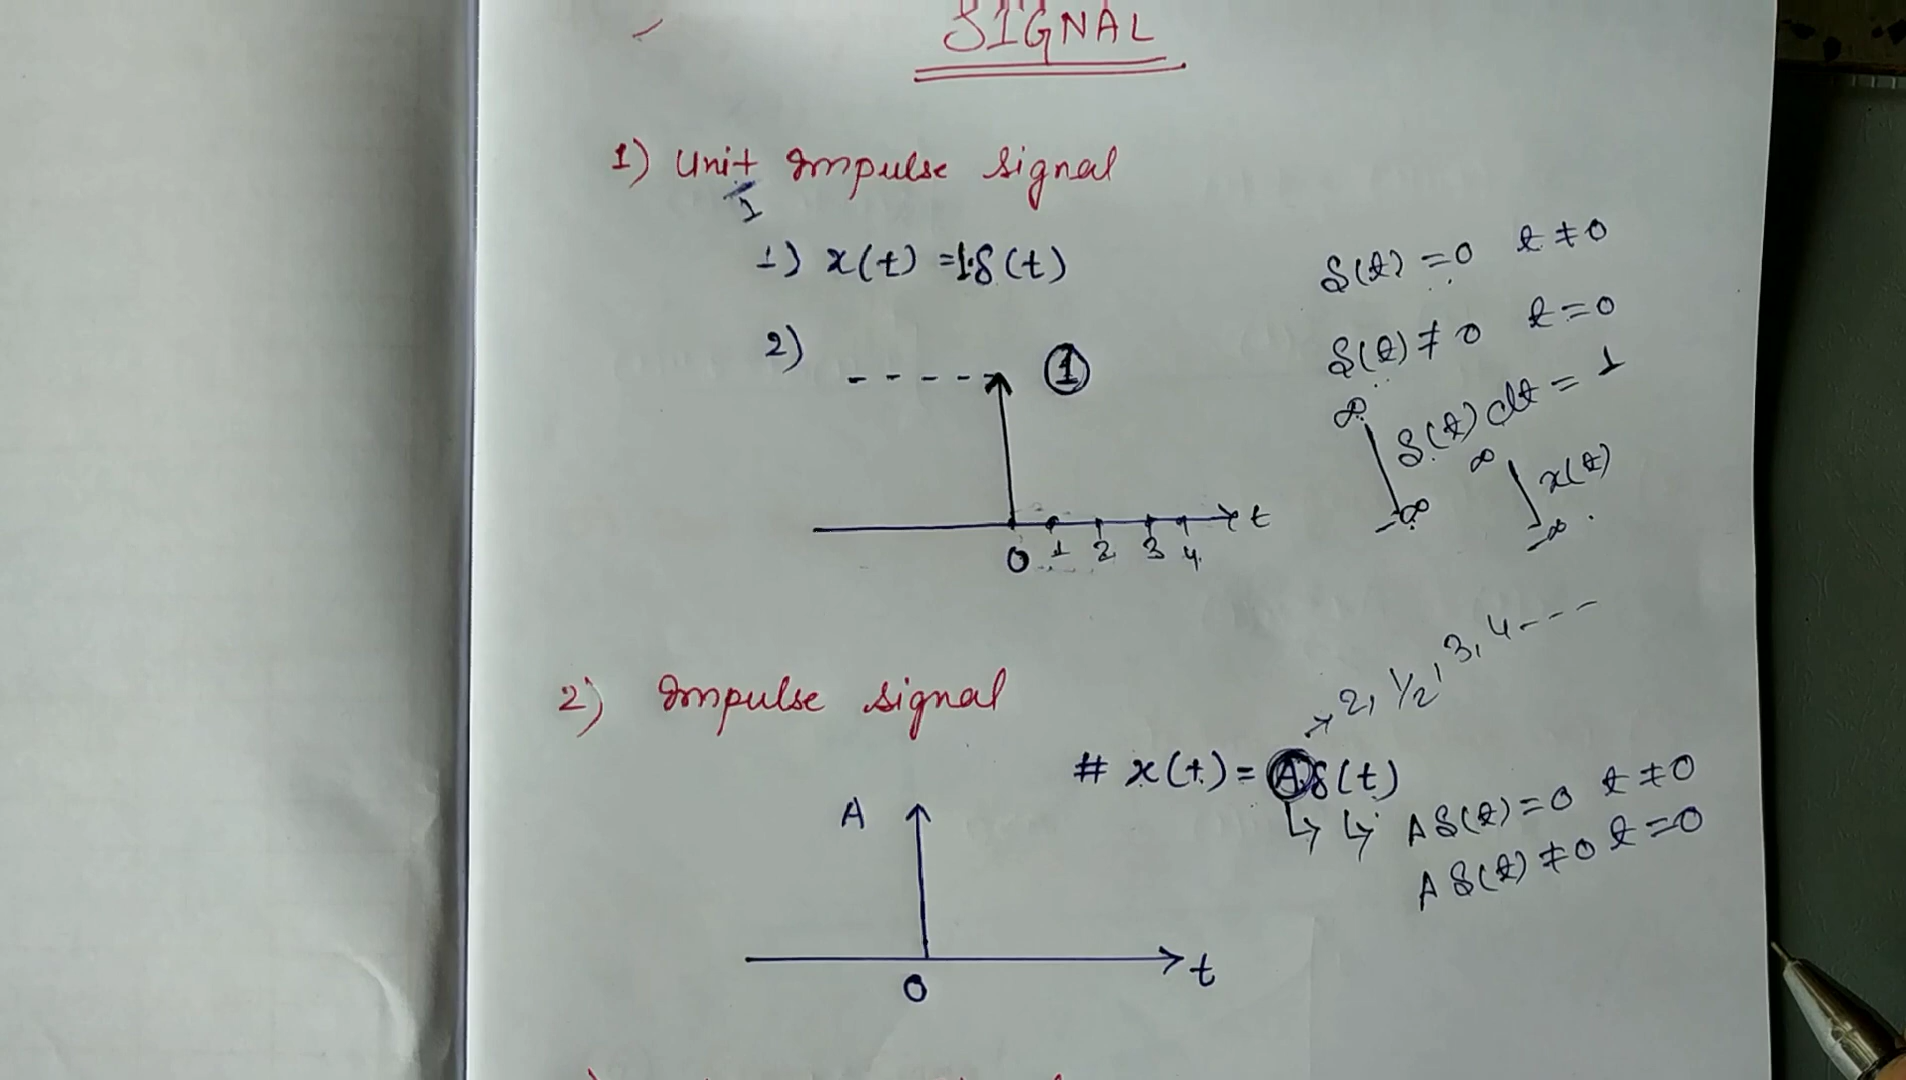 SIGNAL
1) Unit Impulse signal
1
1) x(t) =1.δ(t)
2)
1
t
0 1 2 3 4
δ(t) =0 t ≠0
δ(t) ≠ 0 t =0
∞ ∫ δ(t) dt = 1
-∞
∞ ∫ x(t)
-∞
2) Impulse signal
A
0
t
2, 1/2, 3, 4 - - -
# x(t) = A δ(t)
A δ(t) =0 t ≠0
A δ(t) ≠0 t =0